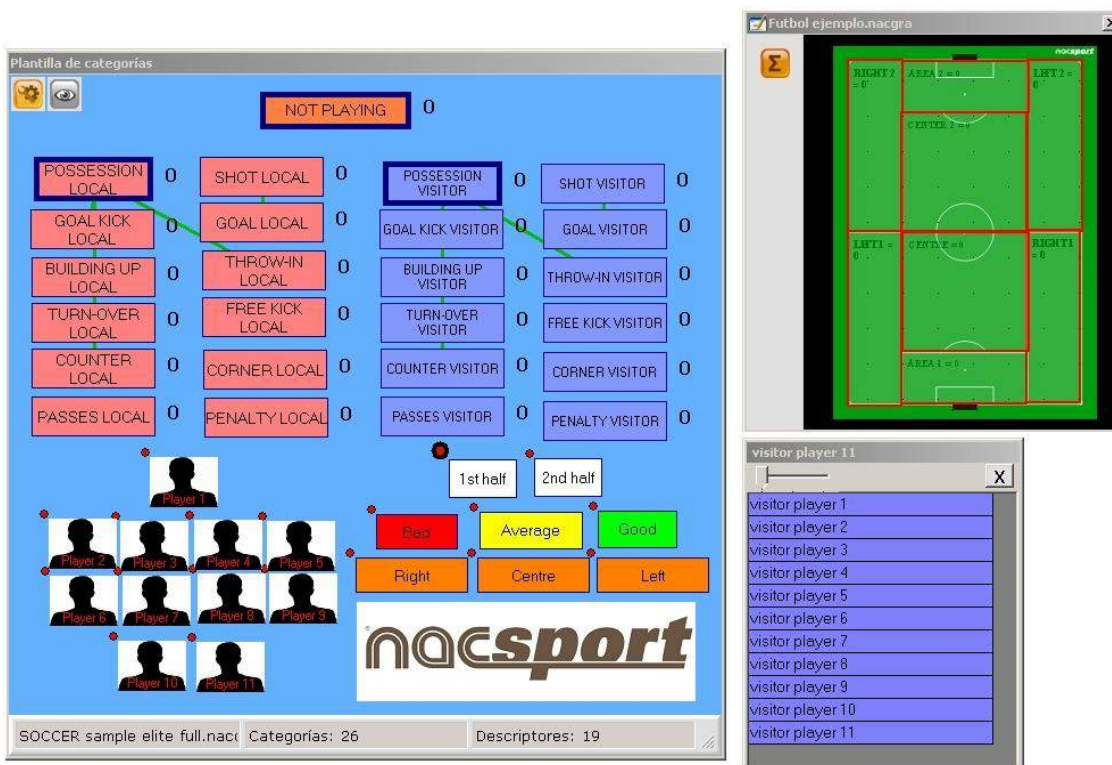 Plantilla de categorías
NOT PLAYING 0
POSSESSION LOCAL 0
SHOT LOCAL 0
POSSESSION VISITOR 0
SHOT VISITOR 0
GOAL KICK LOCAL 0
GOAL LOCAL 0
GOAL KICK VISITOR 0
GOAL VISITOR 0
BUILDING UP LOCAL 0
THROW-IN LOCAL 0
BUILDING UP VISITOR 0
THROW-IN VISITOR 0
TURN-OVER LOCAL 0
FREE KICK LOCAL 0
TURN-OVER VISITOR 0
FREE KICK VISITOR 0
COUNTER LOCAL 0
CORNER LOCAL 0
COUNTER VISITOR 0
CORNER VISITOR 0
PASSES LOCAL 0
PENALTY LOCAL 0
PASSES VISITOR 0
PENALTY VISITOR 0
Player 1
Player 2
Player 3
Player 4
Player 5
Player 6
Player 7
Player 8
Player 9
Player 10
Player 11
1st half
2nd half
Bad
Average
Good
Right
Centre
Left
nacsport
SOCCER sample elite full.nac
Categorías: 26
Descriptores: 19
Futbol ejemplo.nacgra
X
Σ
nacsport
RIGHT 2 = 0
ÁREA 2 = 0
LEFT 2 = 0
CENTER 2 = 0
LEFT1 = 0
CENTER = 0
RIGHT1 = 0
ÁREA 1 = 0
visitor player 11
X
visitor player 1
visitor player 2
visitor player 3
visitor player 4
visitor player 5
visitor player 6
visitor player 7
visitor player 8
visitor player 9
visitor player 10
visitor player 11